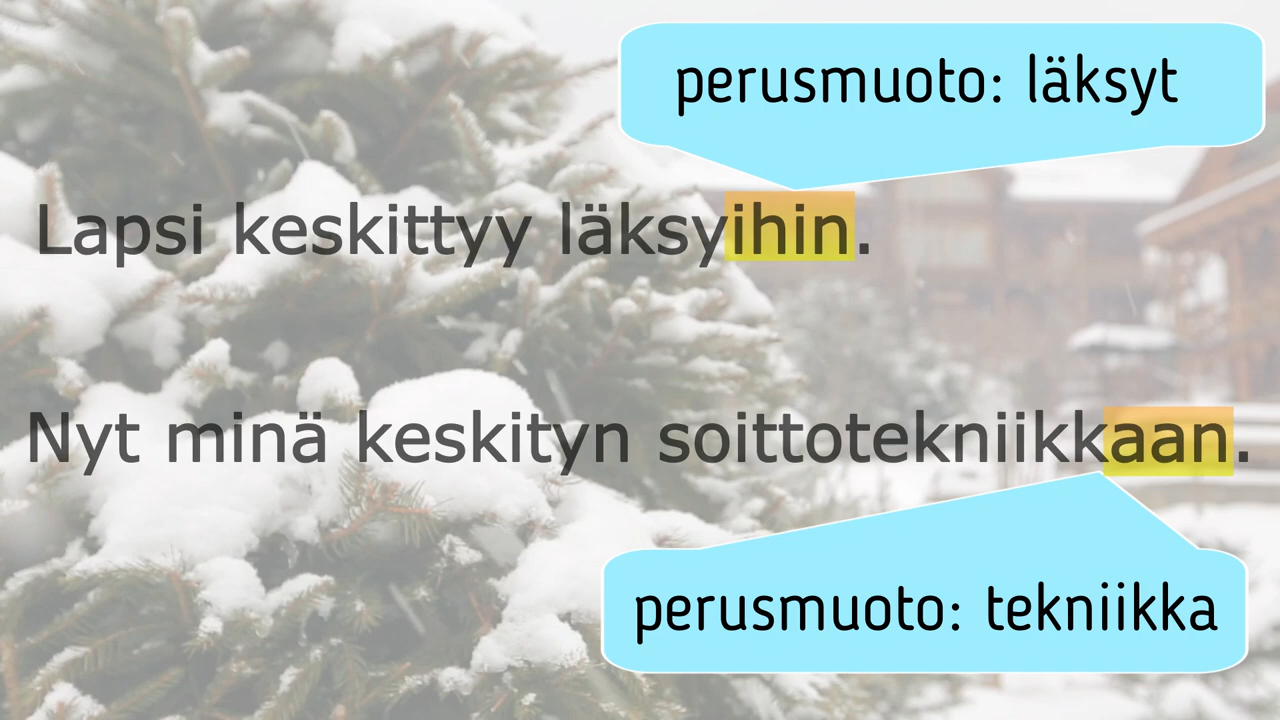 perusmuoto: läksyt
Lapsi keskittyy läksyihin.
Nyt minä keskityn soittotekniikkaan.
perusmuoto: tekniikka